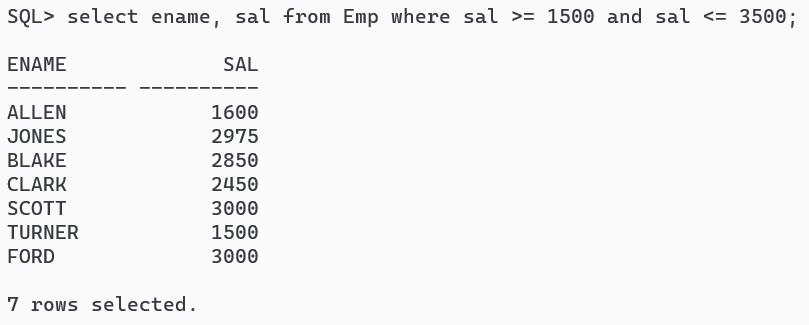 SQL> select ename, sal from Emp where sal >= 1500 and sal <= 3500;
ENAME             SAL
---------- ----------
ALLEN            1600
JONES            2975
BLAKE            2850
CLARK            2450
SCOTT            3000
TURNER           1500
FORD             3000
7 rows selected.